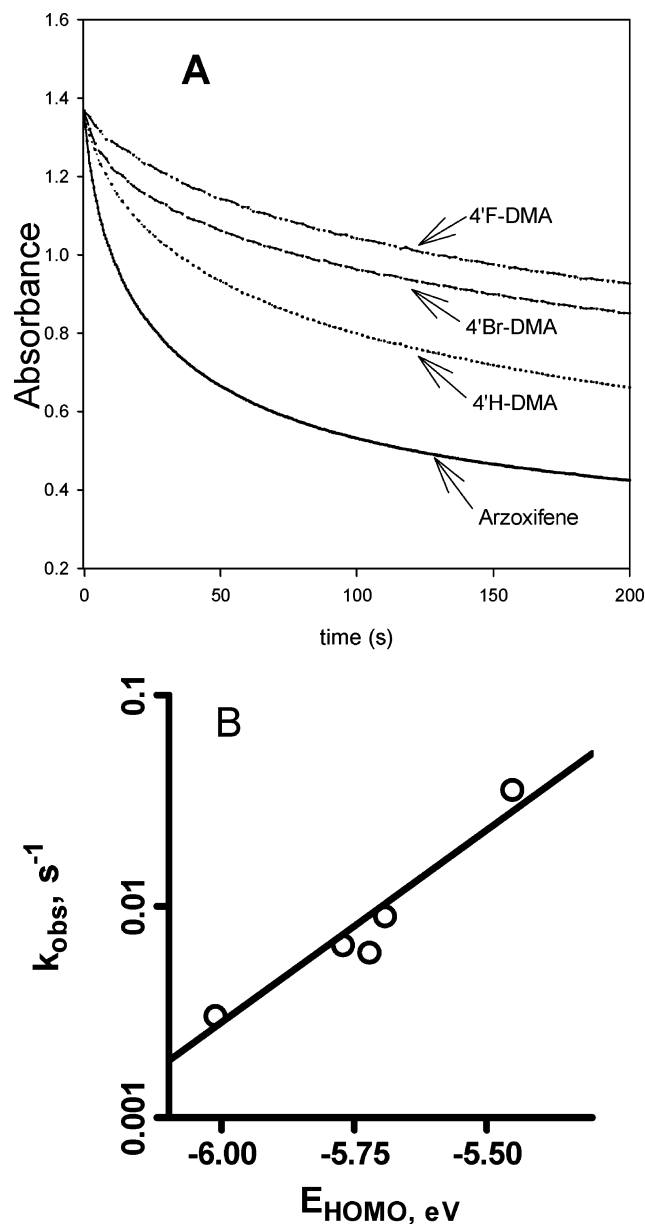 A
1.6
1.4
1.2
1.0
0.8
0.6
0.4
0.2
Absorbance
4'F-DMA
4'Br-DMA
4'H-DMA
Arzoxifene
0 50 100 150 200
time (s)
B
0.1
0.01
0.001
k_obs, s^-1
-6.00 -5.75 -5.50
E_HOMO, eV